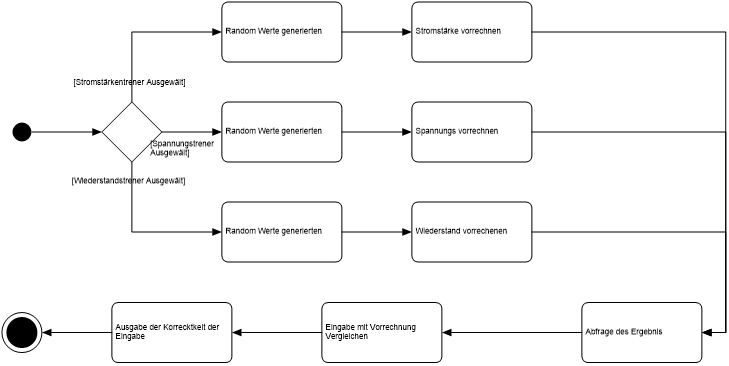 Random Werte generierten
Stromstärke vorrechnen
[Stromstärkentrener Ausgewält]
Random Werte generierten
Spannungs vorrechnen
[Spannungstrener
Ausgewält]
[Wiederstandstrener Ausgewält]
Random Werte generierten
Wiederstand vorrechenen
Ausgabe der Korrecktkeit der
Eingabe
Eingabe mit Vorrechnung
Vergleichen
Abfrage des Ergebnis